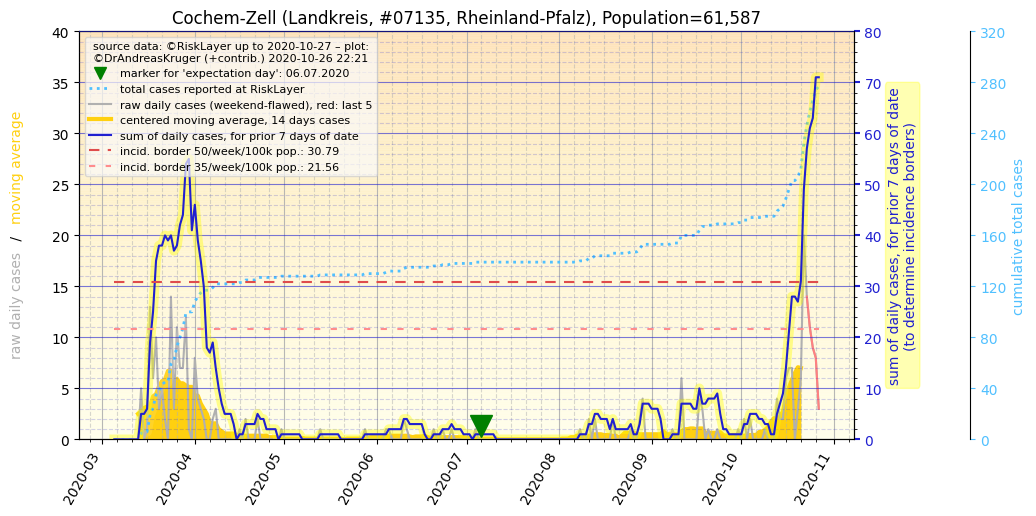 Cochem-Zell (Landkreis, #07135, Rheinland-Pfalz), Population=61,587
source data: ©RiskLayer up to 2020-10-27 – plot:
©DrAndreasKruger (+contrib.) 2020-10-26 22:21
marker for 'expectation day': 06.07.2020
total cases reported at RiskLayer
raw daily cases (weekend-flawed), red: last 5
centered moving average, 14 days cases
sum of daily cases, for prior 7 days of date
incid. border 50/week/100k pop.: 30.79
incid. border 35/week/100k pop.: 21.56
raw daily cases / moving average
40
35
30
25
20
15
10
5
0
80
70
60
50
40
30
20
10
0
sum of daily cases, for prior 7 days of date
(to determine incidence borders)
320
280
240
200
160
120
80
40
0
cumulative total cases
2020-03
2020-04
2020-05
2020-06
2020-07
2020-08
2020-09
2020-10
2020-11